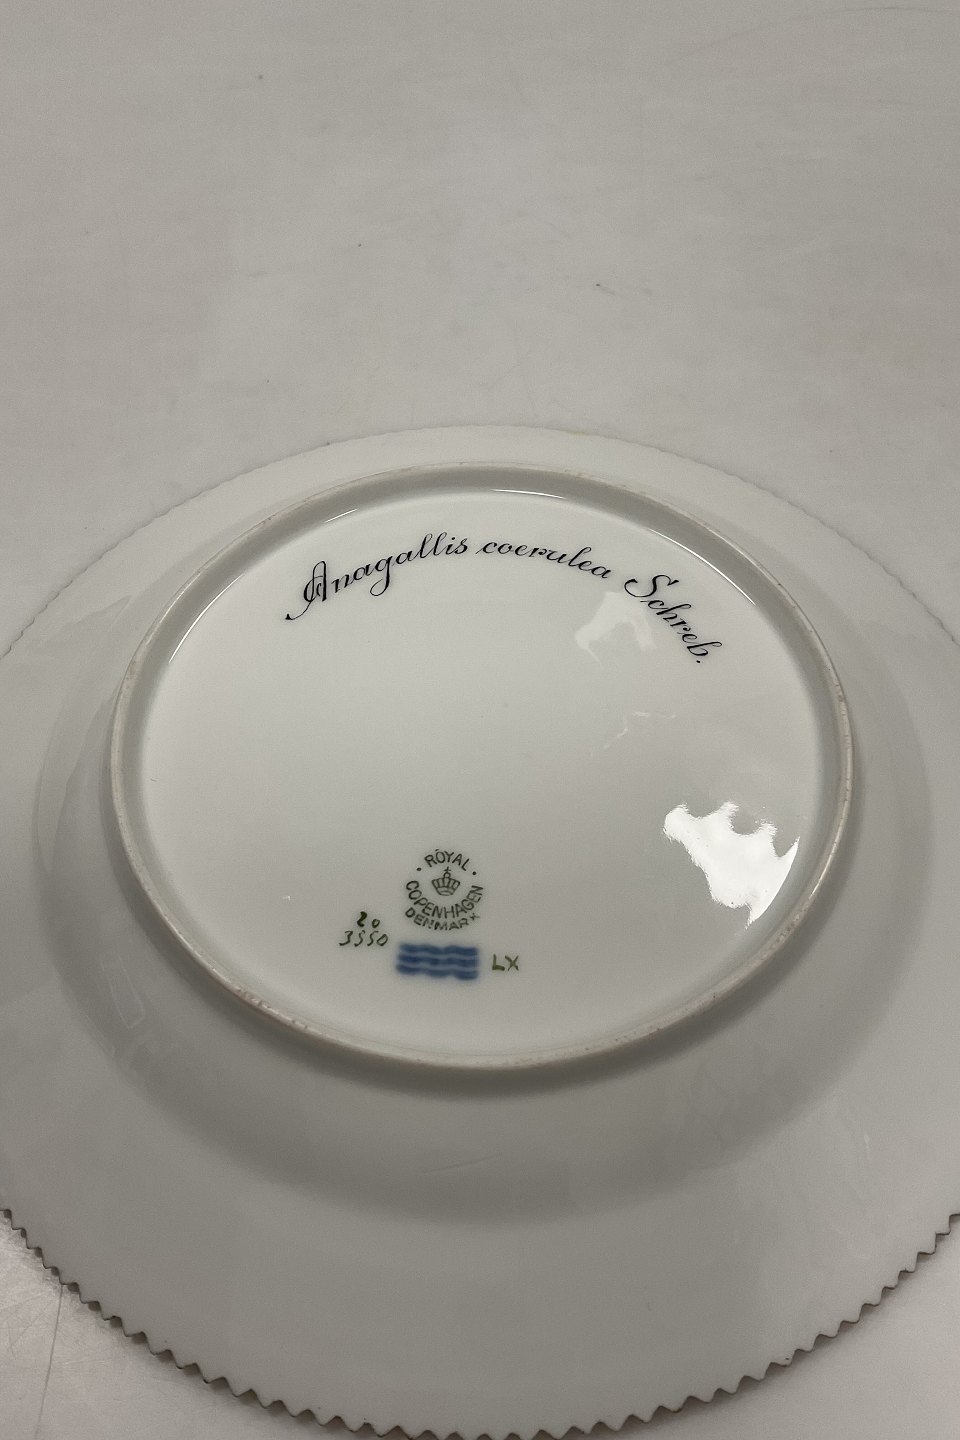 Anagallis coerulea Schreb.
ROYAL
COPENHAGEN
DENMARK
20
3550
LX